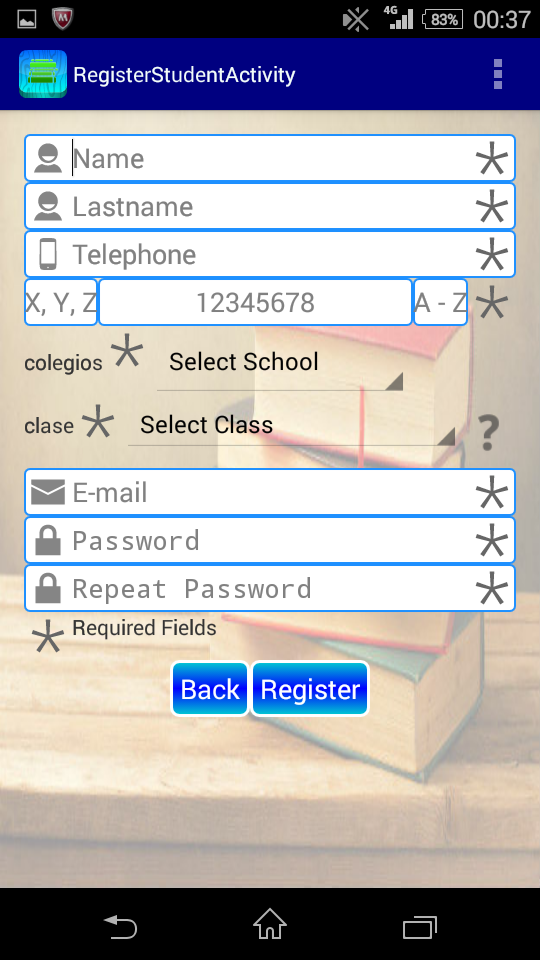 4G 83% 00:37
RegisterStudentActivity
Name
Lastname
Telephone
X, Y, Z 12345678 A - Z
colegios * Select School
clase * Select Class ?
E-mail
Password
Repeat Password
* Required Fields
Back Register